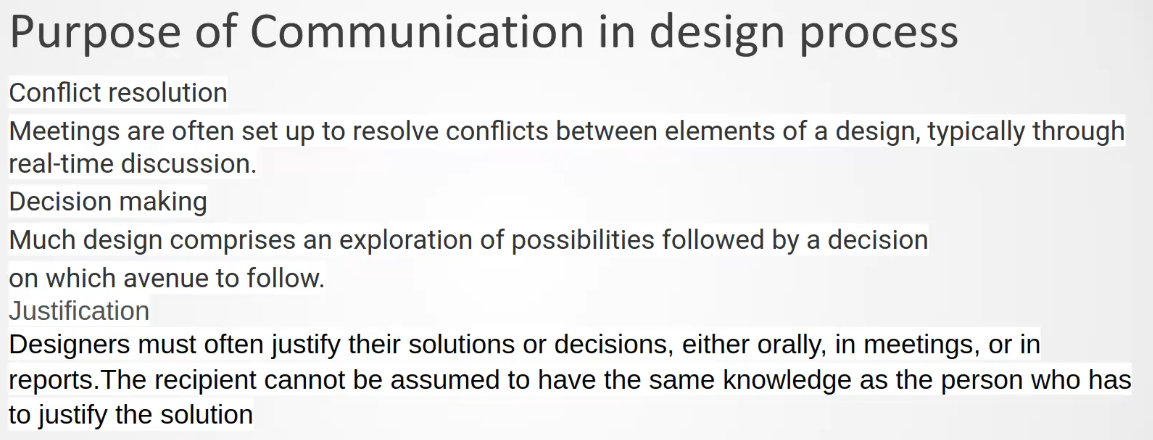 Purpose of Communication in design process
Conflict resolution
Meetings are often set up to resolve conflicts between elements of a design, typically through
real-time discussion.
Decision making
Much design comprises an exploration of possibilities followed by a decision
on which avenue to follow.
Justification
Designers must often justify their solutions or decisions, either orally, in meetings, or in
reports.The recipient cannot be assumed to have the same knowledge as the person who has
to justify the solution